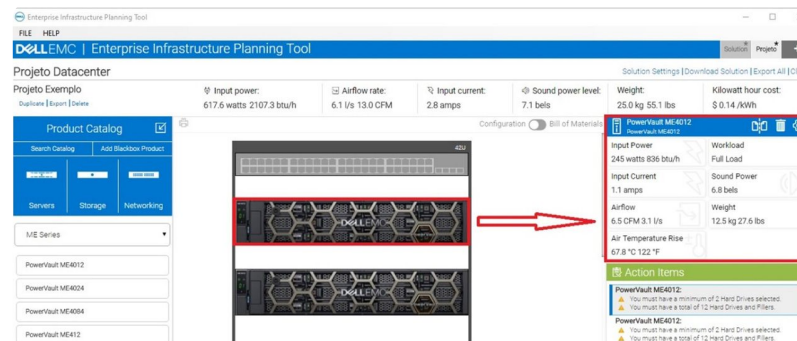 Enterprise Infrastructure Planning Tool
FILE HELP
DELLEMC | Enterprise Infrastructure Planning Tool
Solution Projeto
Projeto Datacenter
Solution Settings | Download Solution | Export All |
Projeto Exemplo
Duplicate | Export | Delete
Input power:
617.6 watts 2107.3 btu/h
Airflow rate:
6.1 l/s 13.0 CFM
Input current:
2.8 amps
Sound power level:
7.1 bels
Weight:
25.0 kg 55.1 lbs
Kilowatt hour cost:
$ 0.14 /kWh
Product Catalog
Search Catalog Add Blackbox Product
Servers Storage Networking
ME Series
PowerVault ME4012
PowerVault ME4024
PowerVault ME4084
PowerVault ME412
Configuration Bill of Materials
42U
DELLEMC
DELLEMC
PowerVault ME4012
PowerVault ME4012
Input Power
245 watts 836 btu/h
Workload
Full Load
Input Current
1.1 amps
Sound Power
6.8 bels
Airflow
6.5 CFM 3.1 l/s
Weight
12.5 kg 27.6 lbs
Air Temperature Rise
67.8 °C 122 °F
Action Items
PowerVault ME4012:
You must have a minimum of 2 Hard Drives selected.
You must have a total of 12 Hard Drives and Fillers.
PowerVault ME4012:
You must have a minimum of 2 Hard Drives selected.
You must have a total of 12 Hard Drives and Fillers.